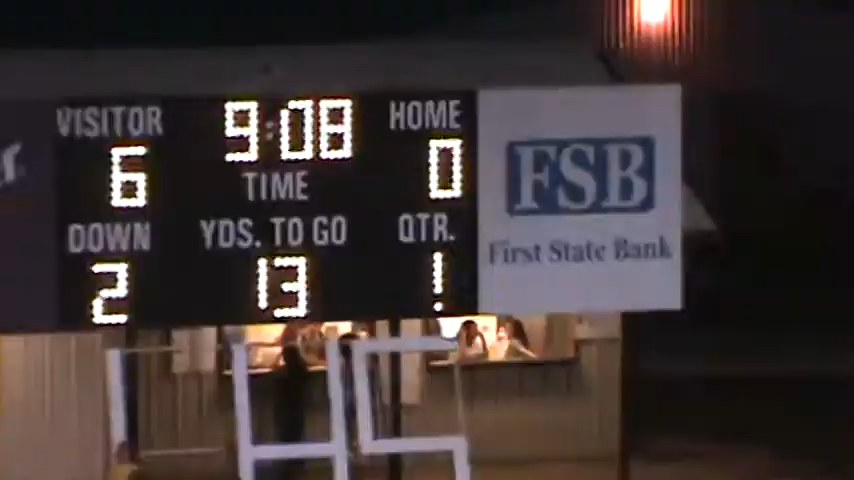 VISITOR 9:08 HOME
6 TIME 0
DOWN YDS. TO GO QTR.
2 13 1
FSB
First State Bank